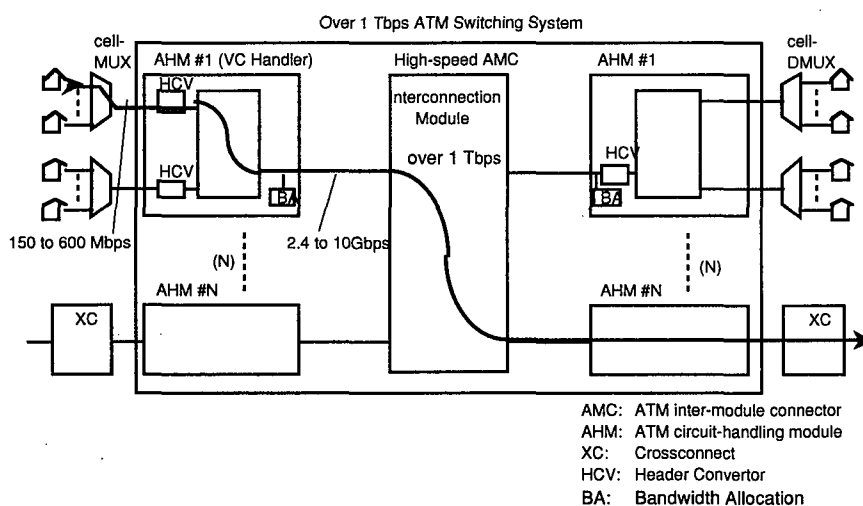 Over 1 Tbps ATM Switching System
cell-
MUX
AHM #1 (VC Handler)
High-speed AMC
AHM #1
cell-
DMUX
HCV
nterconnection
Module
over 1 Tbps
HCV
HCV
BA
BA
150 to 600 Mbps
2.4 to 10Gbps
(N)
(N)
AHM #N
AHM #N
XC
XC
AMC: ATM inter-module connector
AHM: ATM circuit-handling module
XC: Crossconnect
HCV: Header Convertor
BA: Bandwidth Allocation